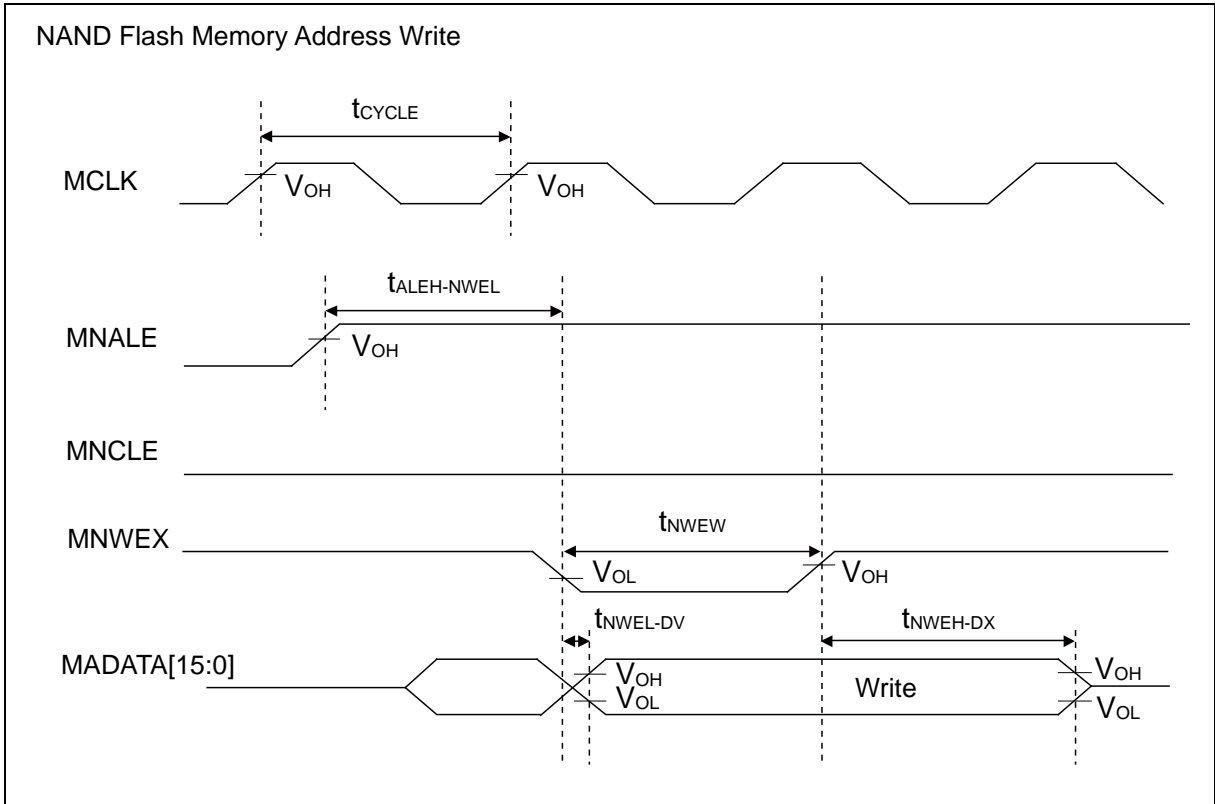 NAND Flash Memory Address Write
tCYCLE
MCLK
VOH
VOH
tALEH-NWEL
MNALE
VOH
MNCLE
MNWEX
tNWEW
VOL
VOH
tNWEL-DV
tNWEH-DX
MADATA[15:0]
VOH
VOL
Write
VOH
VOL